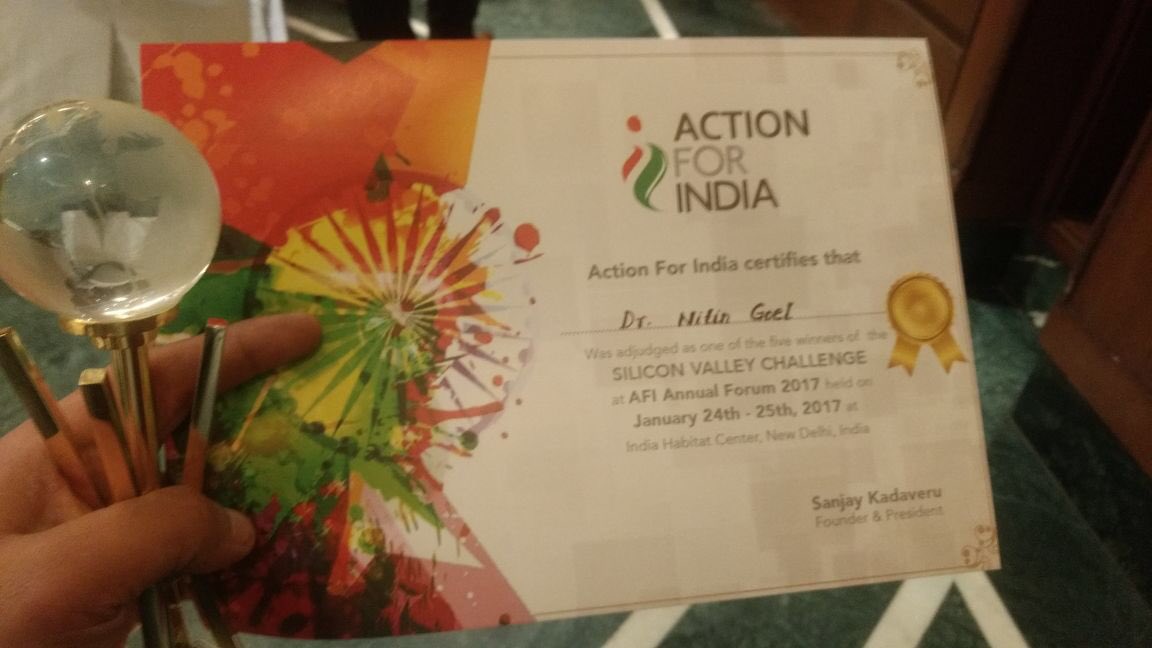 ACTION
FOR
INDIA
Action For India certifies that
Dr. Nitin Goel
Was adjudged as one of the five winners of the
SILICON VALLEY CHALLENGE
at AFI Annual Forum 2017 held on
January 24th - 25th, 2017 at
India Habitat Center, New Delhi, India
Sanjay Kadaveru
Founder & President